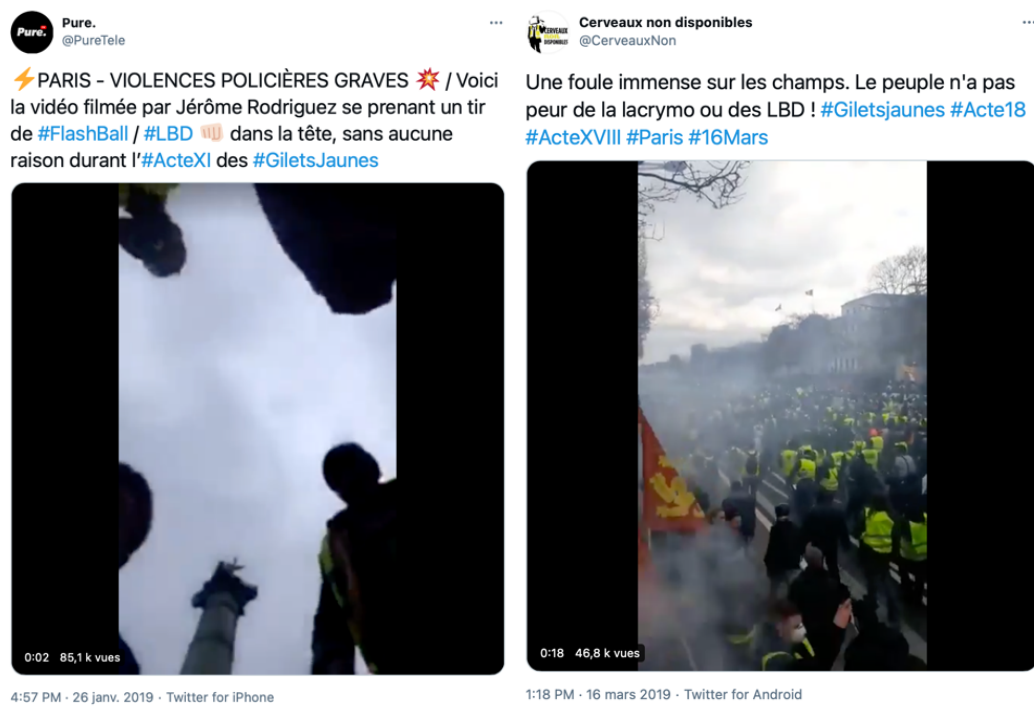 Pure.
@PureTele
⚡PARIS - VIOLENCES POLICIÈRES GRAVES 💥 / Voici
la vidéo filmée par Jérôme Rodriguez se prenant un tir
de #FlashBall / #LBD 👊🏻 dans la tête, sans aucune
raison durant l'#ActeXI des #GiletsJaunes
0:02 85,1 k vues
4:57 PM · 26 janv. 2019 · Twitter for iPhone
Cerveaux non disponibles
@CerveauxNon
Une foule immense sur les champs. Le peuple n'a pas
peur de la lacrymo ou des LBD ! #Giletsjaunes #Acte18
#ActeXVIII #Paris #16Mars
0:18 46,8 k vues
1:18 PM · 16 mars 2019 · Twitter for Android